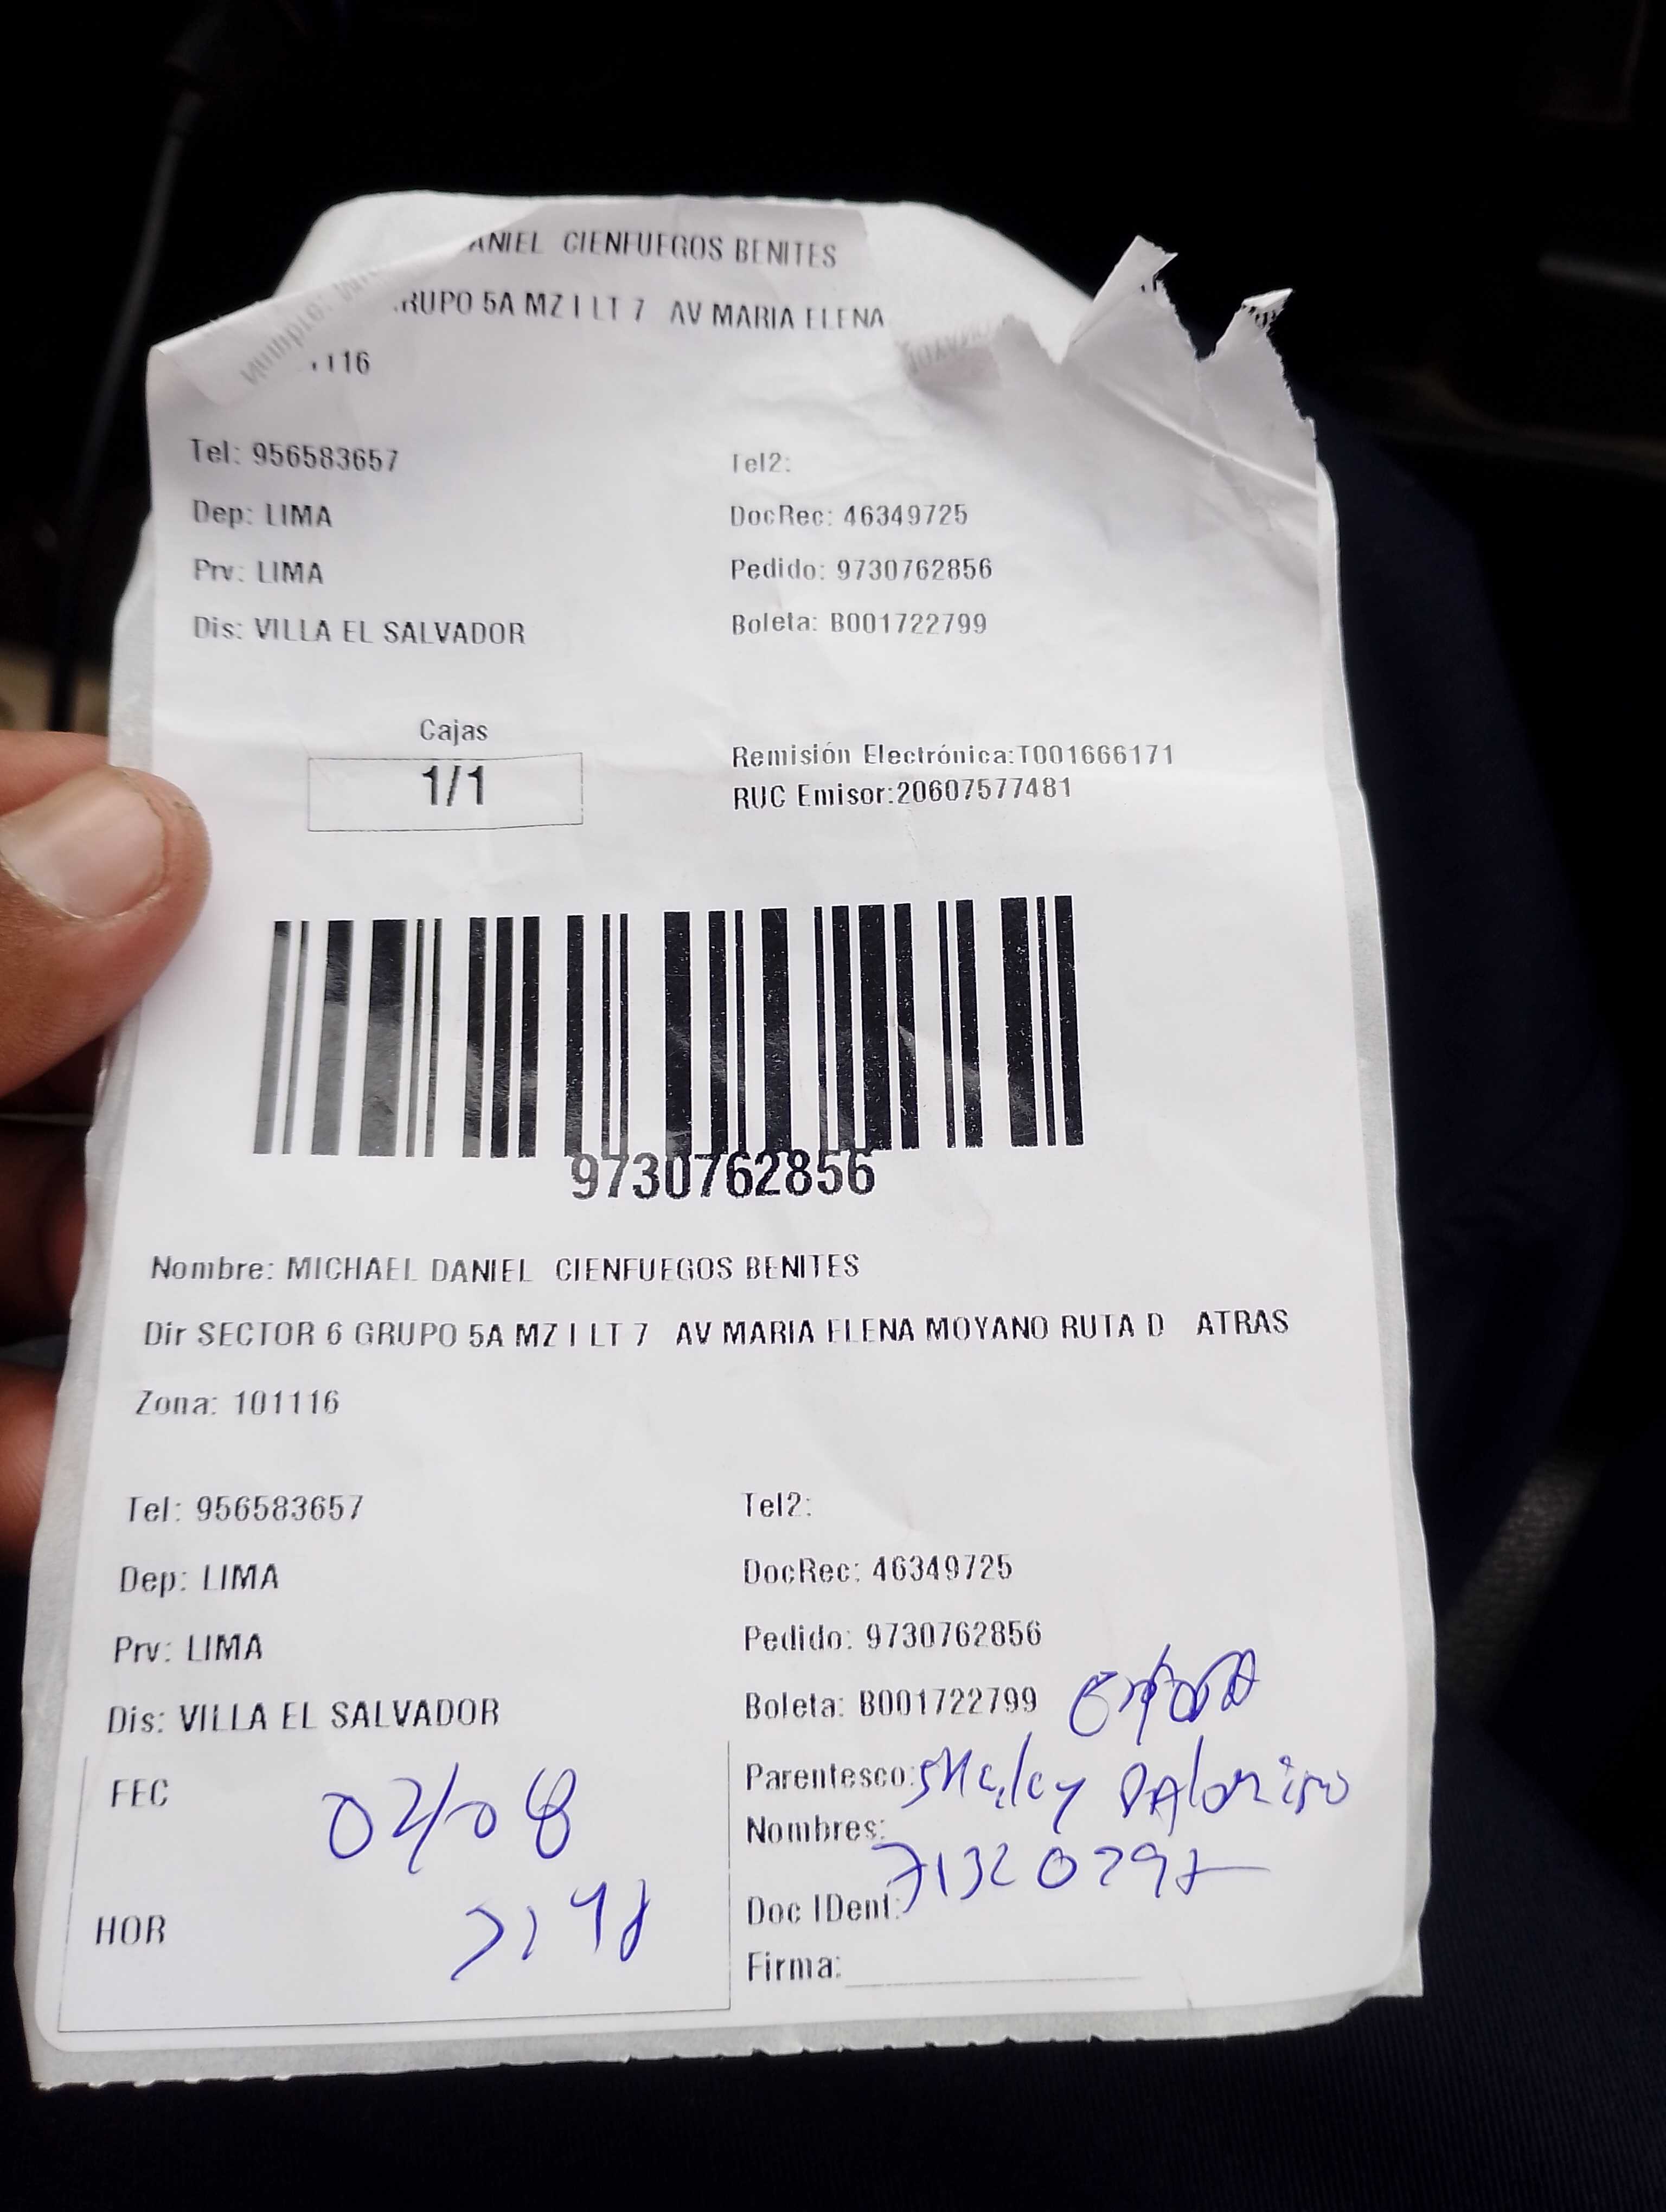 ANIEL CIENFUEGOS BENITES
RUPO 5A MZ I LT 7 AV MARIA ELENA
116
Tel: 956583657 Tel2:
Dep: LIMA DocRec: 46349725
Prv: LIMA Pedido: 9730762856
Dis: VILLA EL SALVADOR Boleta: B001722799
Cajas
1/1
Remisión Electrónica:T001666171
RUC Emisor:20607577481
9730762856
Nombre: MICHAEL DANIEL CIENFUEGOS BENITES
Dir SECTOR 6 GRUPO 5A MZ I LT 7 AV MARIA ELENA MOYANO RUTA D ATRAS
Zona: 101116
Tel: 956583657 Tel2:
Dep: LIMA DocRec: 46349725
Prv: LIMA Pedido: 9730762856
Dis: VILLA EL SALVADOR Boleta: B001722799
FEC 02/08 Parentesco:
Nombres:
HOR Doc IDent:
Firma: